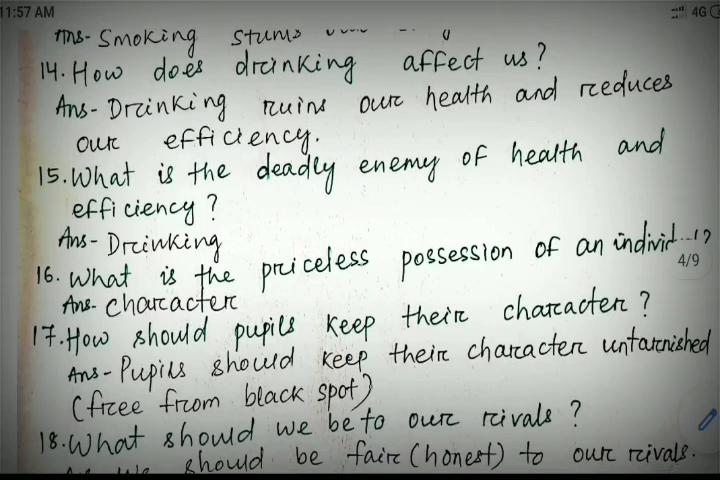 11:57 AM 4G
Ans- Smoking stunts
14. How does drinking affect us?
Ans- Drinking ruins our health and reduces
our efficiency.
15. What is the deadly enemy of health and
efficiency?
Ans- Drinking
16. What is the priceless possession of an individ
4/9
Ans- Character
17. How should pupils keep their character?
Ans- Pupils should keep their character untarnished
(free from black spot)
18. What should we be to our rivals?
should be fair (honest) to our rivals.